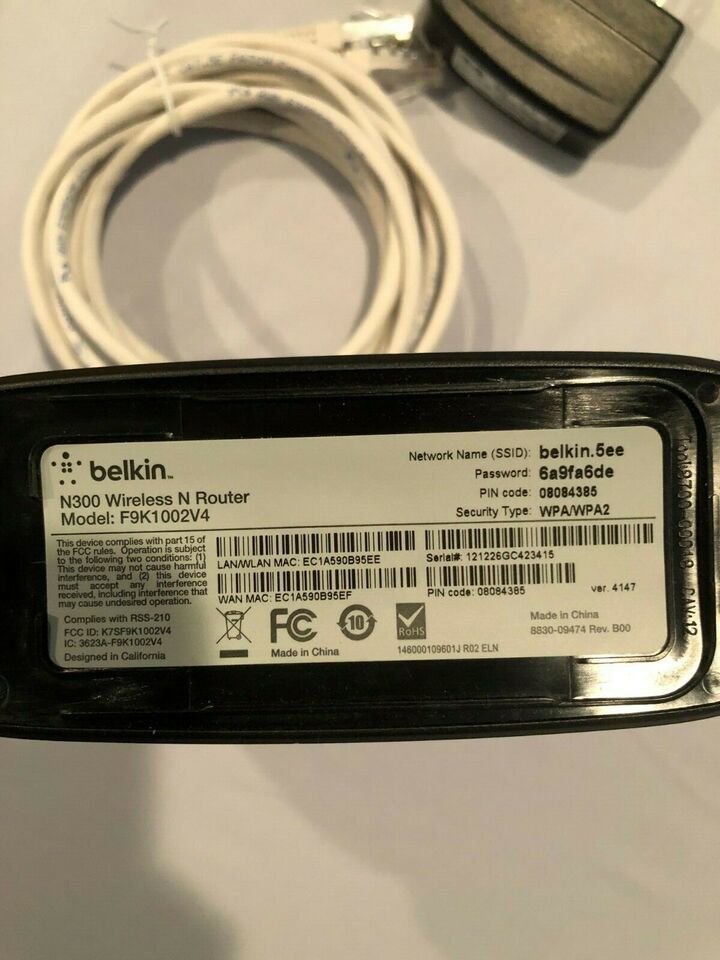 belkin
N300 Wireless N Router
Model: F9K1002V4
Network Name (SSID): belkin.5ee
Password: 6a9fa6de
PIN code: 08084385
Security Type: WPA/WPA2
This device complies with part 15 of
the FCC rules. Operation is subject
to the following two conditions: (1)
This device may not cause harmful
interference, and (2) this device
must accept any interference
received, including interference that
may cause undesired operation.
Complies with RSS-210
FCC ID: K7SF9K1002V4
IC: 3623A-F9K1002V4
Designed in California
LAN/WLAN MAC: EC1A590B95EE
WAN MAC: EC1A590B95EF
Serial#: 121226GC423415
PIN code: 08084385
ver. 4147
FC
10
RoHS
Made in China
146000109601J R02 ELN
Made in China
8830-09474 Rev. B00